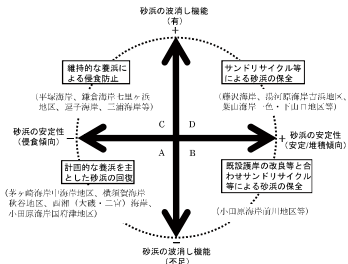 砂浜の波消し機能
（有）
+
維持的な養浜に
よる侵食防止
サンドリサイクル
等による砂浜の保全
（平塚海岸、鎌倉海岸七里ヶ浜
地区、逗子海岸、三浦海岸等）
（藤沢海岸、湯河原海岸吉浜地区、
葉山海岸一色・下山口地区等）
C
D
砂浜の安定性
（侵食傾向）
−
+
砂浜の安定性
（安定/堆積傾向）
A
B
計画的な養浜を主
とした砂浜の回復
既設護岸の改良等と合
わせサンドリサイクル
等による砂浜の保全
（茅ヶ崎海岸中海岸地区、横須賀海岸
秋谷地区、西湘（大磯・二宮）海岸、
小田原海岸国府津地区）
（小田原海岸前川地区等）
−
砂浜の波消し機能
（不足）